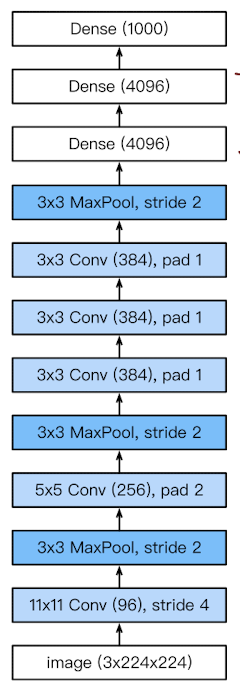 Dense (1000)
Dense (4096)
Dense (4096)
3x3 MaxPool, stride 2
3x3 Conv (384), pad 1
3x3 Conv (384), pad 1
3x3 Conv (384), pad 1
3x3 MaxPool, stride 2
5x5 Conv (256), pad 2
3x3 MaxPool, stride 2
11x11 Conv (96), stride 4
image (3x224x224)